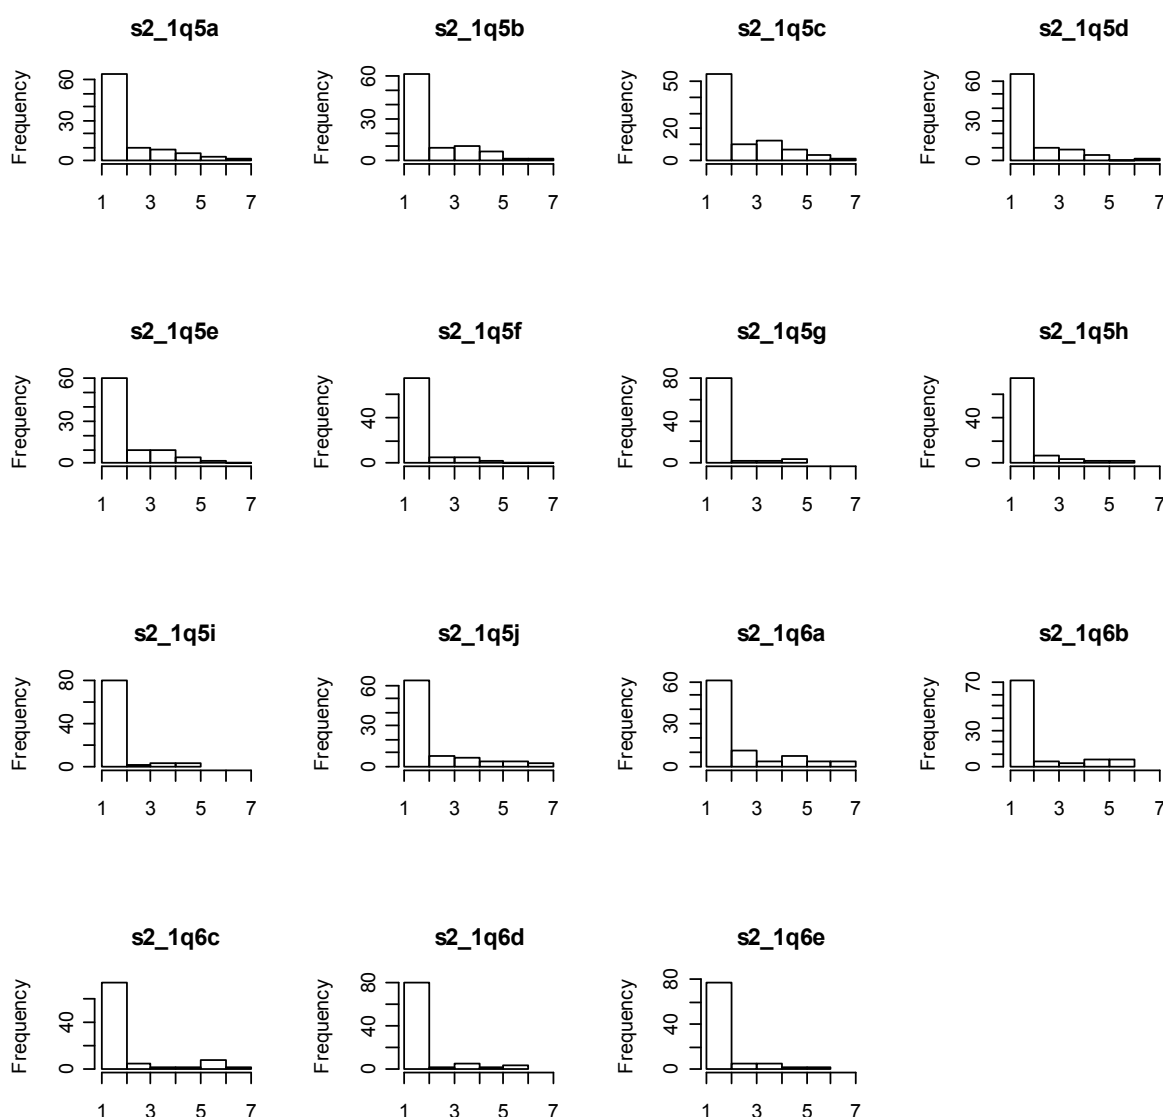 s2_1q5a s2_1q5b s2_1q5c s2_1q5d
Frequency 0 30 60 Frequency 0 30 60 Frequency 0 20 50 Frequency 0 30 60
1 3 5 7 1 3 5 7 1 3 5 7 1 3 5 7
s2_1q5e s2_1q5f s2_1q5g s2_1q5h
Frequency 0 30 60 Frequency 0 40 Frequency 0 40 80 Frequency 0 40
1 3 5 7 1 3 5 7 1 3 5 7 1 3 5 7
s2_1q5i s2_1q5j s2_1q6a s2_1q6b
Frequency 0 40 80 Frequency 0 30 60 Frequency 0 30 60 Frequency 0 30 70
1 3 5 7 1 3 5 7 1 3 5 7 1 3 5 7
s2_1q6c s2_1q6d s2_1q6e
Frequency 0 40 Frequency 0 40 80 Frequency 0 40 80
1 3 5 7 1 3 5 7 1 3 5 7